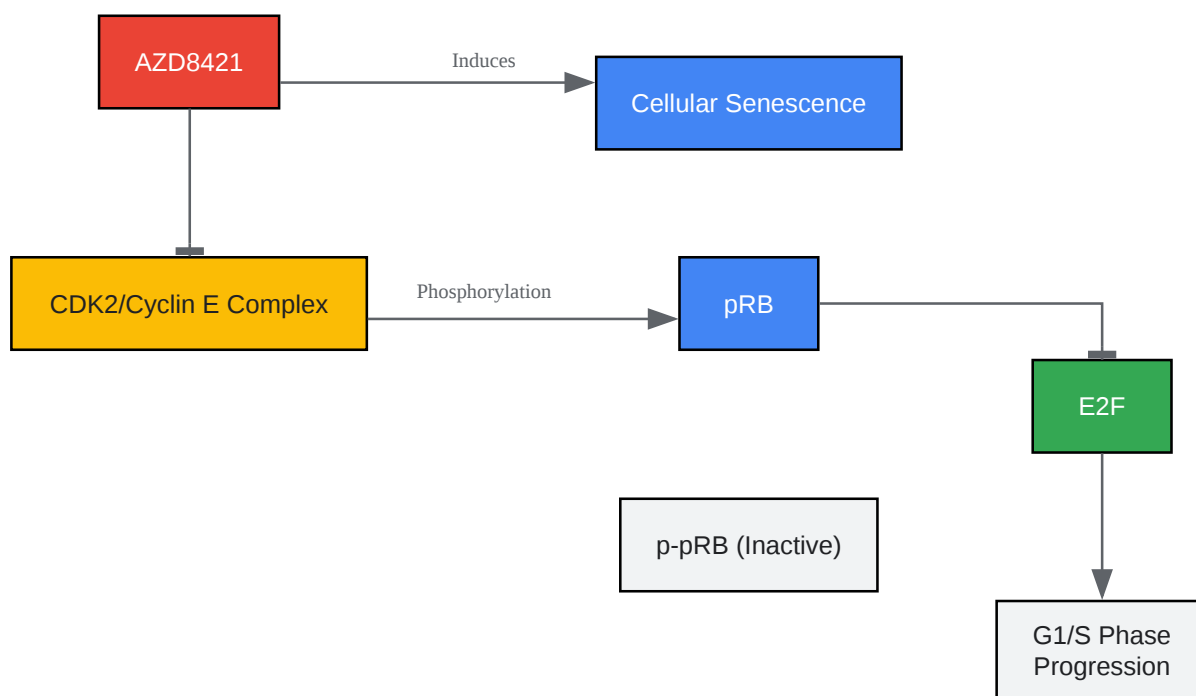 AZD8421
Induces
Cellular Senescence
CDK2/Cyclin E Complex
Phosphorylation
pRB
E2F
p-pRB (Inactive)
G1/S Phase
Progression